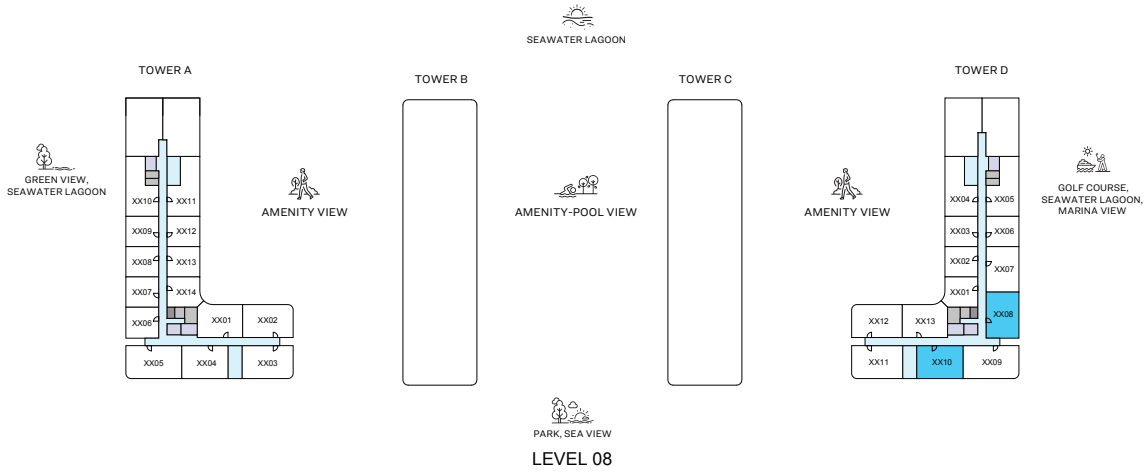 SEAWATER LAGOON
TOWER A
TOWER B
TOWER C
TOWER D
GREEN VIEW,
SEAWATER LAGOON
AMENITY VIEW
AMENITY-POOL VIEW
AMENITY VIEW
GOLF COURSE,
SEAWATER LAGOON,
MARINA VIEW
XX10
XX11
XX09
XX12
XX08
XX13
XX07
XX14
XX06
XX01
XX02
XX05
XX04
XX03
XX04
XX05
XX03
XX06
XX02
XX07
XX01
XX08
XX12
XX13
XX11
XX10
XX09
PARK, SEA VIEW
LEVEL 08